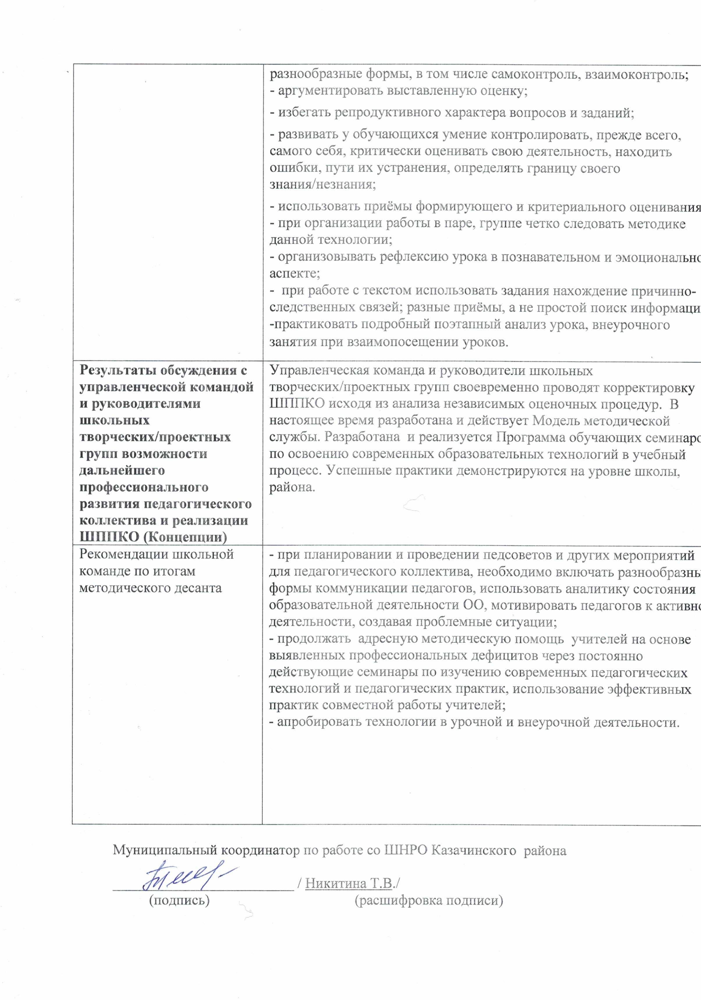 разнообразные формы, в том числе самоконтроль, взаимоконтроль;
- аргументировать выставленную оценку;
- избегать репродуктивного характера вопросов и заданий;
- развивать у обучающихся умение контролировать, прежде всего,
самого себя, критически оценивать свою деятельность, находить
ошибки, пути их устранения, определять границу своего
знания/незнания;
- использовать приёмы формирующего и критериального оценивания
- при организации работы в паре, группе четко следовать методике
данной технологии;
- организовывать рефлексию урока в познавательном и эмоционально
аспекте;
-  при работе с текстом использовать задания нахождение причинно-
следственных связей; разные приёмы, а не простой поиск информаци
-практиковать подробный поэтапный анализ урока, внеурочного
занятия при взаимопосещении уроков.
Результаты обсуждения с
управленческой командой
и руководителями
школьных
творческих/проектных
групп возможности
дальнейшего
профессионального
развития педагогического
коллектива и реализации
ШППКО (Концепции)
Управленческая команда и руководители школьных
творческих/проектных групп своевременно проводят корректировку
ШППКО исходя из анализа независимых оценочных процедур.  В
настоящее время разработана и действует Модель методической
службы. Разработана  и реализуется Программа обучающих семинаро
по освоению современных образовательных технологий в учебный
процесс. Успешные практики демонстрируются на уровне школы,
района.
Рекомендации школьной
команде по итогам
методического десанта
- при планировании и проведении педсоветов и других мероприятий
для педагогического коллектива, необходимо включать разнообразны
формы коммуникации педагогов, использовать аналитику состояния
образовательной деятельности ОО, мотивировать педагогов к активно
деятельности, создавая проблемные ситуации;
- продолжать  адресную методическую помощь  учителей на основе
выявленных профессиональных дефицитов через постоянно
действующие семинары по изучению современных педагогических
технологий и педагогических практик, использование эффективных
практик совместной работы учителей;
- апробировать технологии в урочной и внеурочной деятельности.
Муниципальный координатор по работе со ШНРО Казачинского  района
/ Никитина Т.В./
(подпись) (расшифровка подписи)